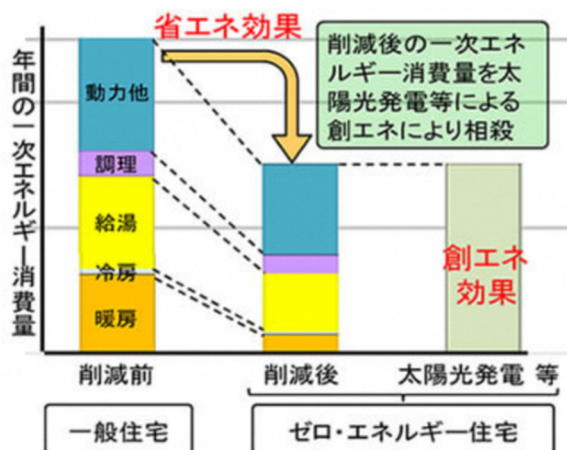 省エネ効果
削減後の一次エネ
ルギー消費量を太
陽光発電等による
創エネにより相殺
年間の一次エネルギー消費量
動力他
調理
給湯
冷房
暖房
創エネ
効果
削減前
削減後
太陽光発電 等
一般住宅
ゼロ・エネルギー住宅